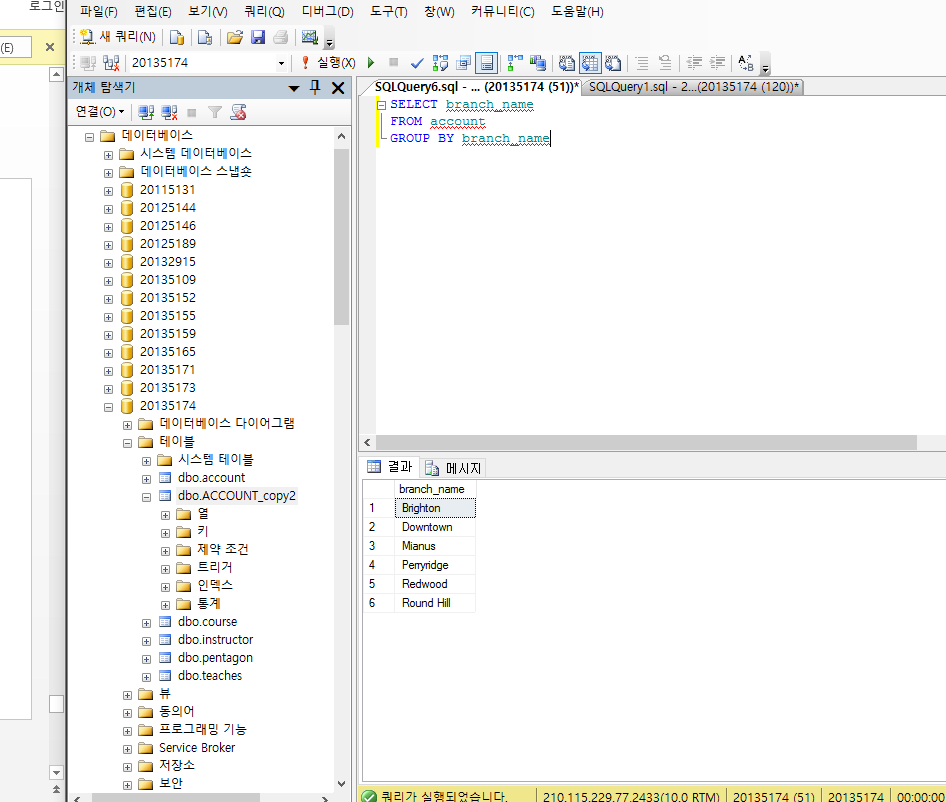 로그인
파일(F) 편집(E) 보기(V) 쿼리(Q) 디버그(D) 도구(T) 창(W) 커뮤니티(C) 도움말(H)
새 쿼리(N)
(E)
20135174 실행(X)
개체 탐색기
SQLQuery6.sql - ... (20135174 (51))* SQLQuery1.sql - 2...(20135174 (120))*
연결(O)
SELECT branch_name
FROM account
GROUP BY branch_name
데이터베이스
시스템 데이터베이스
데이터베이스 스냅숏
20115131
20125144
20125146
20125189
20132915
20135109
20135152
20135155
20135159
20135165
20135171
20135173
20135174
데이터베이스 다이어그램
테이블
시스템 테이블
dbo.account
dbo.ACCOUNT_copy2
열
키
제약 조건
트리거
인덱스
통계
dbo.course
dbo.instructor
dbo.pentagon
dbo.teaches
뷰
동의어
프로그래밍 기능
Service Broker
저장소
보안
결과 메시지
branch_name
1 Brighton
2 Downtown
3 Mianus
4 Perryridge
5 Redwood
6 Round Hill
쿼리가 실행되었습니다. 210.115.229.77,2433(10.0 RTM) 20135174 (51) 20135174 00:00:00